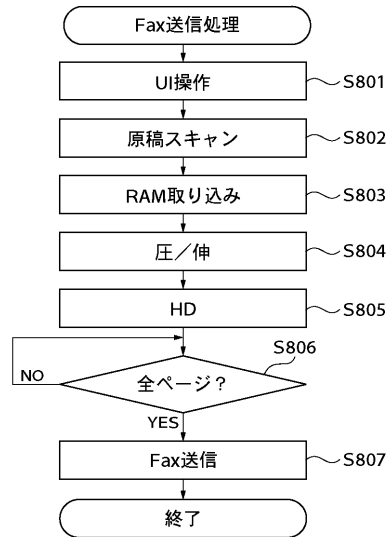 Fax送信処理
UI操作
S801
原稿スキャン
S802
RAM取り込み
S803
圧／伸
S804
HD
S805
S806
全ページ？
NO
YES
Fax送信
S807
終了